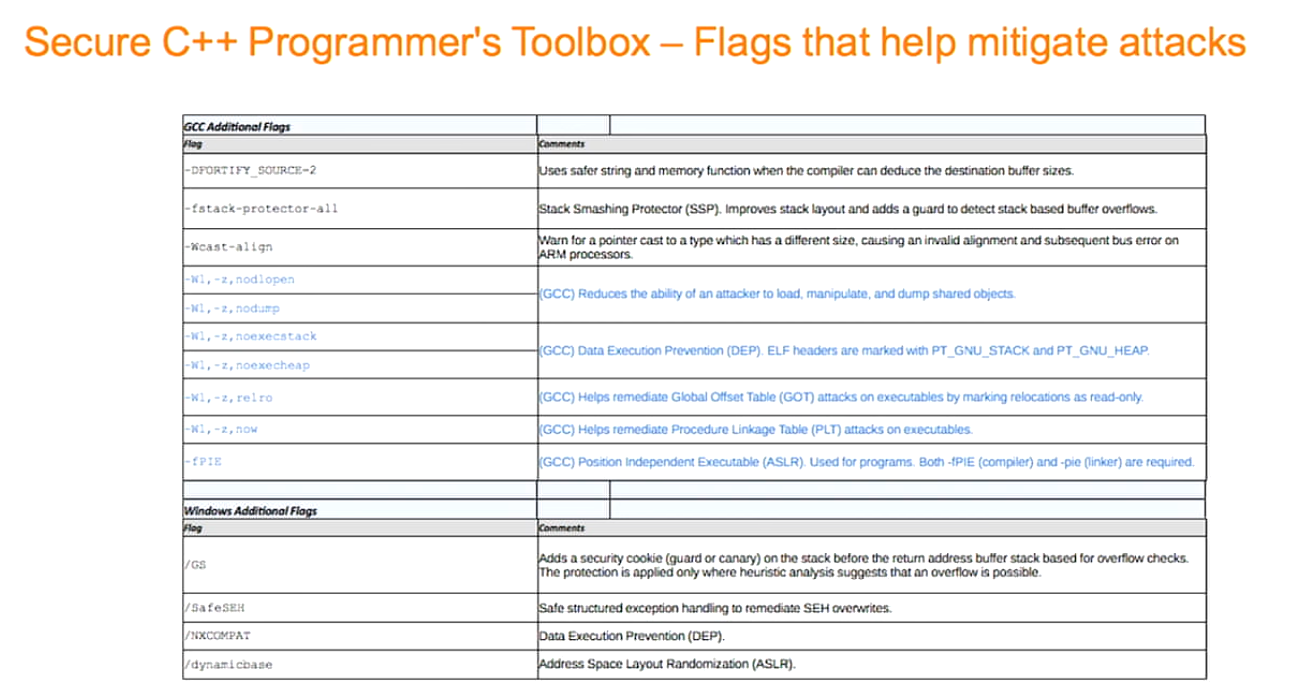 Secure C++ Programmer's Toolbox – Flags that help mitigate attacks
GCC Additional Flags
Flag Comments
-DFORTIFY_SOURCE=2 Uses safer string and memory function when the compiler can deduce the destination buffer sizes.
-fstack-protector-all Stack Smashing Protector (SSP). Improves stack layout and adds a guard to detect stack based buffer overflows.
-Wcast-align Warn for a pointer cast to a type which has a different size, causing an invalid alignment and subsequent bus error on
ARM processors.
-Wl,-z,nodlopen
(GCC) Reduces the ability of an attacker to load, manipulate, and dump shared objects.
-Wl,-z,nodump
-Wl,-z,noexecstack
(GCC) Data Execution Prevention (DEP). ELF headers are marked with PT_GNU_STACK and PT_GNU_HEAP.
-Wl,-z,noexecheap
-Wl,-z,relro (GCC) Helps remediate Global Offset Table (GOT) attacks on executables by marking relocations as read-only.
-Wl,-z,now (GCC) Helps remediate Procedure Linkage Table (PLT) attacks on executables.
-fPIE (GCC) Position Independent Executable (ASLR). Used for programs. Both -fPIE (compiler) and -pie (linker) are required.
Windows Additional Flags
Flag Comments
/GS Adds a security cookie (guard or canary) on the stack before the return address buffer stack based for overflow checks.
The protection is applied only where heuristic analysis suggests that an overflow is possible.
/SafeSEH Safe structured exception handling to remediate SEH overwrites.
/NXCOMPAT Data Execution Prevention (DEP).
/dynamicbase Address Space Layout Randomization (ASLR).